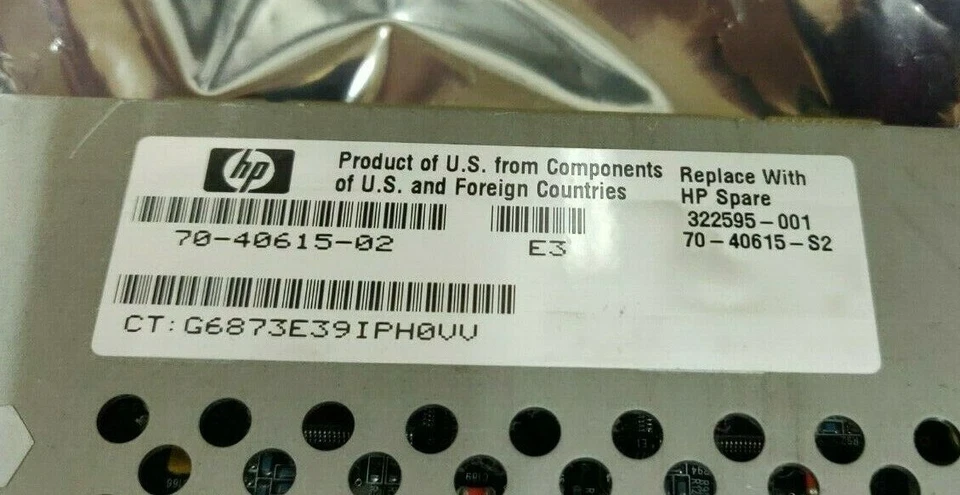 hp
Product of U.S. from Components
of U.S. and Foreign Countries
Replace With
HP Spare
322595-001
70-40615-S2
70-40615-02
E3
CT:G6873E39IPH0VV